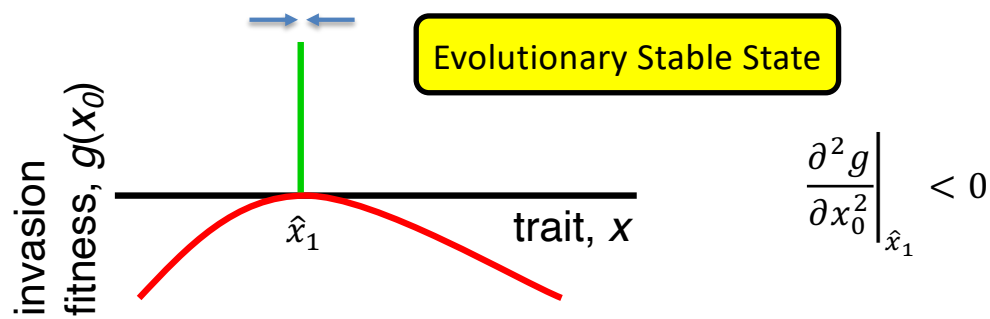 Evolutionary Stable State
invasion
fitness, g(x₀)
x̂₁
trait, x
∂²g/∂x₀²|x̂₁ < 0